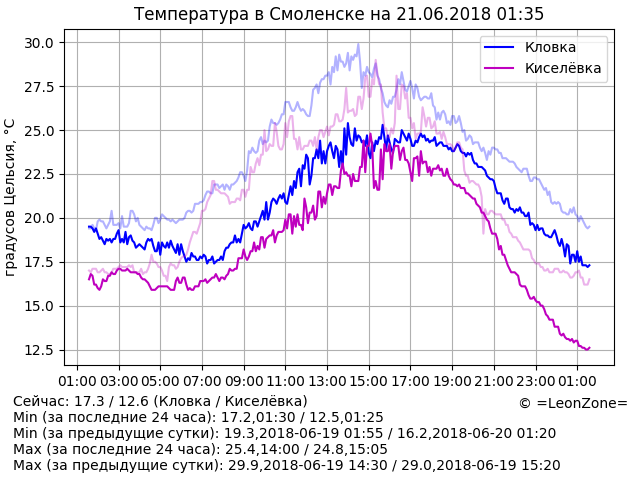 Температура в Смоленске на 21.06.2018 01:35
градусов Цельсия, °C
30.0
27.5
25.0
22.5
20.0
17.5
15.0
12.5
Кловка
Киселёвка
01:00 03:00 05:00 07:00 09:00 11:00 13:00 15:00 17:00 19:00 21:00 23:00 01:00
Сейчас: 17.3 / 12.6 (Кловка / Киселёвка)
© =LeonZone=
Min (за последние 24 часа): 17.2,01:30 / 12.5,01:25
Min (за предыдущие сутки): 19.3,2018-06-19 01:55 / 16.2,2018-06-20 01:20
Max (за последние 24 часа): 25.4,14:00 / 24.8,15:05
Max (за предыдущие сутки): 29.9,2018-06-19 14:30 / 29.0,2018-06-19 15:20